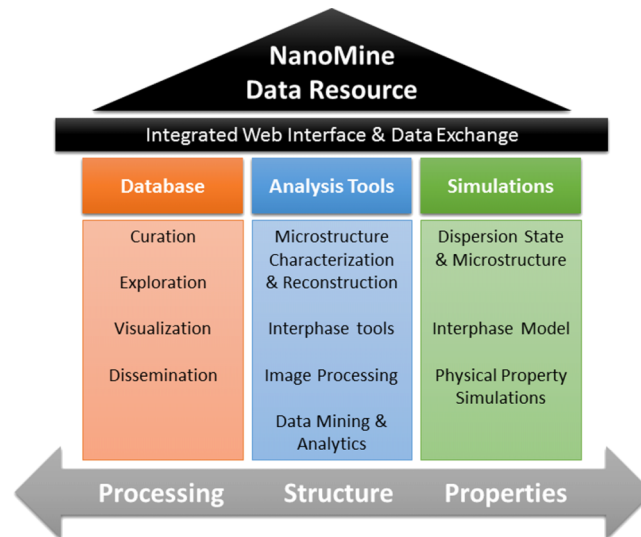 NanoMine
Data Resource
Integrated Web Interface & Data Exchange
Database
Curation
Exploration
Visualization
Dissemination
Analysis Tools
Microstructure
Characterization
& Reconstruction
Interphase tools
Image Processing
Data Mining &
Analytics
Simulations
Dispersion State
& Microstructure
Interphase Model
Physical Property
Simulations
Processing
Structure
Properties